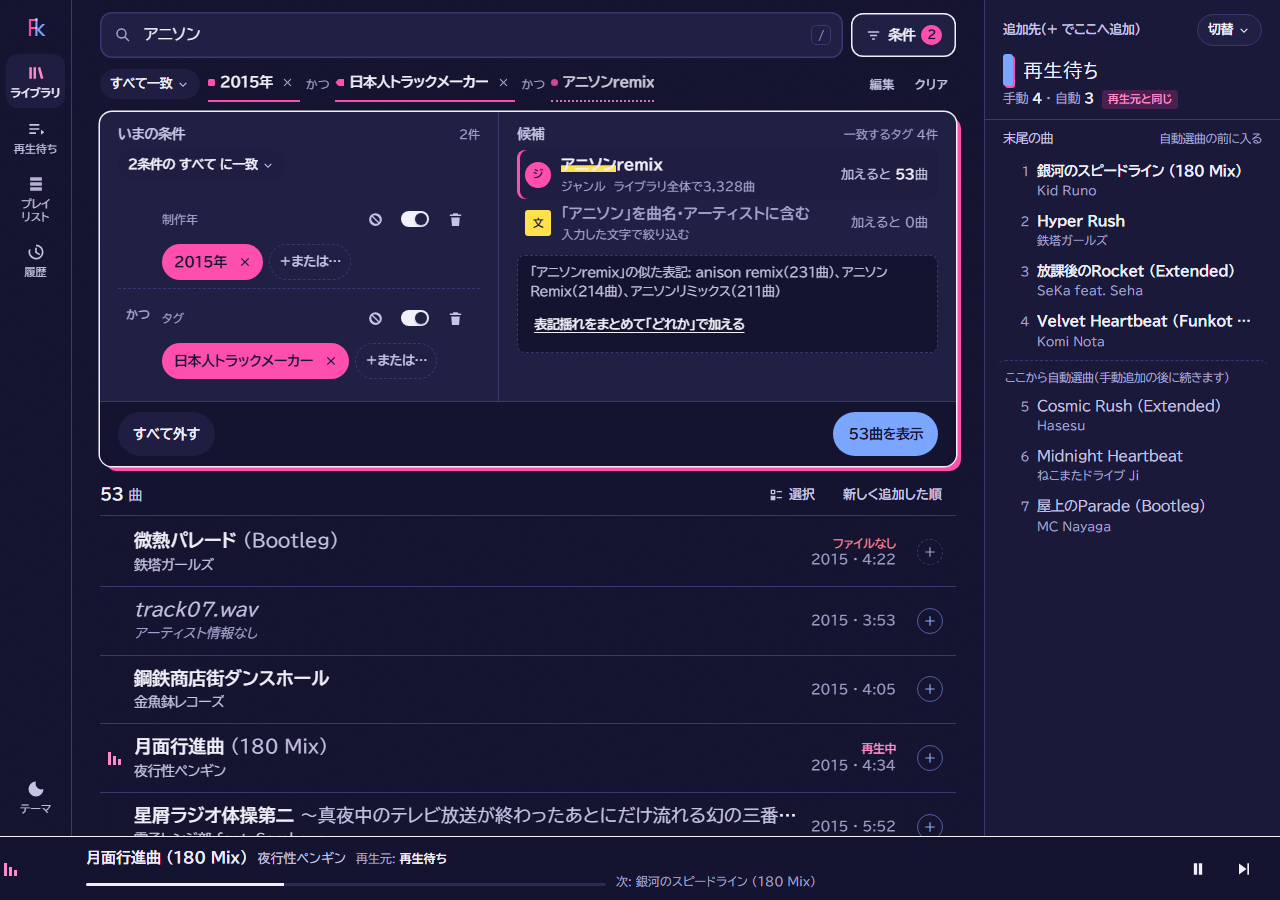 アニソン
/
条件 2
ライブラリ
再生待ち
プレイ
リスト
履歴
テーマ
すべて一致
2015年 ×
かつ
日本人トラックメーカー ×
かつ
アニソンremix
編集
クリア
いまの条件
2件
2条件の すべて に一致
制作年
2015年 ×
+または…
かつ
タグ
日本人トラックメーカー ×
+または…
候補
一致するタグ 4件
ジ
アニソンremix
ジャンル ライブラリ全体で3,328曲
加えると 53曲
文
「アニソン」を曲名・アーティストに含む
入力した文字で絞り込む
加えると 0曲
「アニソンremix」の似た表記: anison remix(231曲)、アニソン
Remix(214曲)、アニソンリミックス(211曲)
表記揺れをまとめて「どれか」で加える
すべて外す
53曲を表示
53 曲
選択
新しく追加した順
微熱パレード (Bootleg)
鉄塔ガールズ
ファイルなし
2015・4:22
track07.wav
アーティスト情報なし
2015・3:53
鋼鉄商店街ダンスホール
金魚鉢レコーズ
2015・4:05
月面行進曲 (180 Mix)
夜行性ペンギン
再生中
2015・4:34
星屑ラジオ体操第二 〜真夜中のテレビ放送が終わったあとにだけ流れる幻の三番…
2015・5:52
追加先(+ でここへ追加)
切替
再生待ち
手動 4・自動 3 再生元と同じ
末尾の曲
自動選曲の前に入る
1 銀河のスピードライン (180 Mix)
Kid Runo
2 Hyper Rush
鉄塔ガールズ
3 放課後のRocket (Extended)
SeKa feat. Seha
4 Velvet Heartbeat (Funkot …
Komi Nota
ここから自動選曲(手動追加の後に続きます)
5 Cosmic Rush (Extended)
Hasesu
6 Midnight Heartbeat
ねこまたドライブ Ji
7 屋上のParade (Bootleg)
MC Nayaga
月面行進曲 (180 Mix) 夜行性ペンギン 再生元: 再生待ち
次: 銀河のスピードライン (180 Mix)